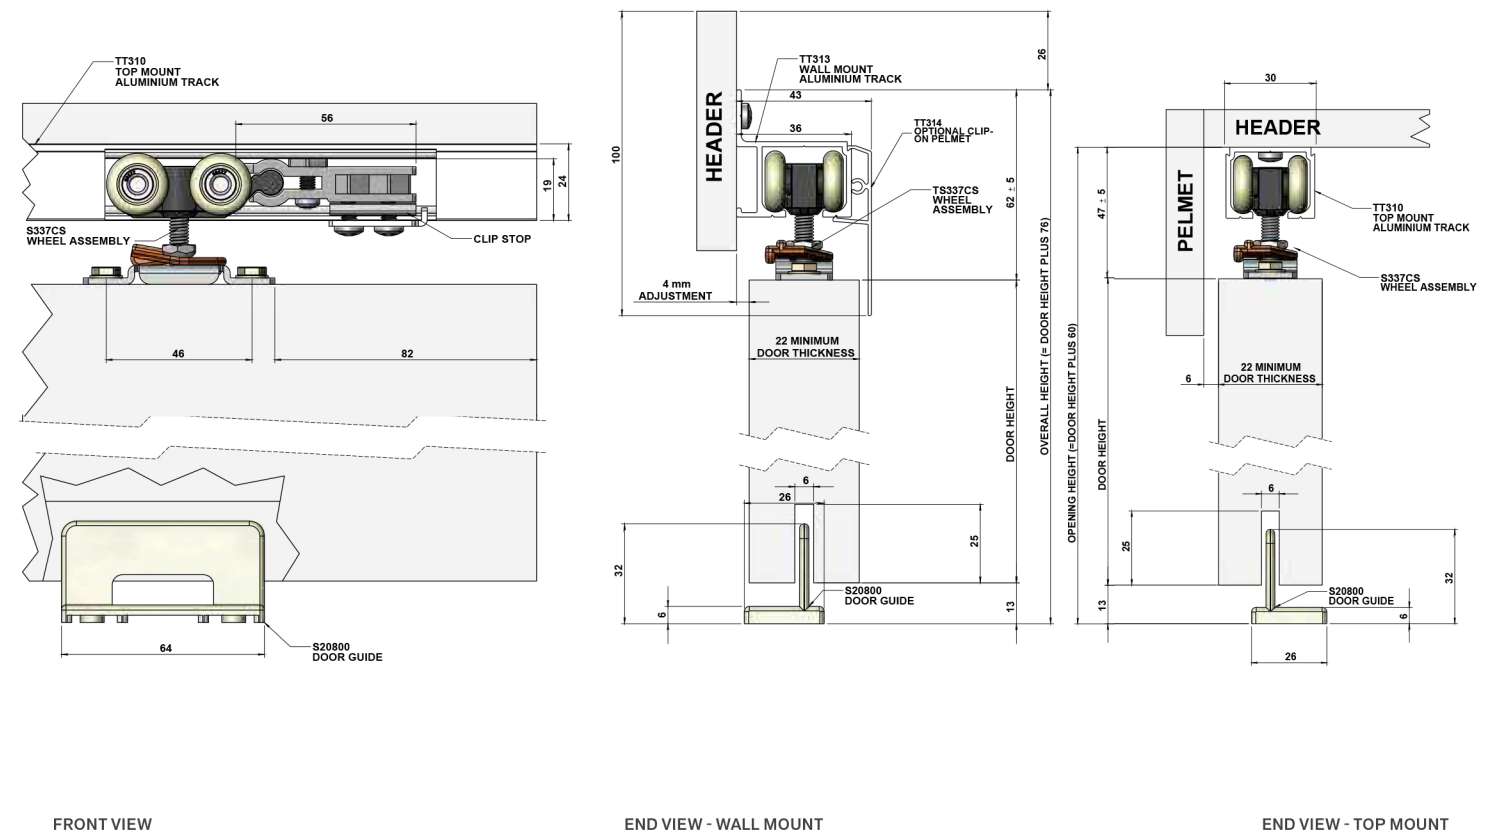 TT310
TOP MOUNT
ALUMINIUM TRACK
56
19
24
S337CS
WHEEL ASSEMBLY
CLIP STOP
46
82
64
S20800
DOOR GUIDE
FRONT VIEW
HEADER
100
TT313
WALL MOUNT
ALUMINIUM TRACK
43
36
TT314
OPTIONAL CLIP-
ON PELMET
26
TS337CS
WHEEL
ASSEMBLY
62 ± 5
4 mm
ADJUSTMENT
22 MINIMUM
DOOR THICKNESS
OVERALL HEIGHT (= DOOR HEIGHT PLUS 76)
DOOR HEIGHT
6
26
25
32
6
S20800
DOOR GUIDE
13
END VIEW - WALL MOUNT
30
HEADER
PELMET
47 ± 5
TT310
TOP MOUNT
ALUMINIUM TRACK
S337CS
WHEEL ASSEMBLY
OPENING HEIGHT (=DOOR HEIGHT PLUS 60)
6
22 MINIMUM
DOOR THICKNESS
DOOR HEIGHT
6
25
32
S20800
DOOR GUIDE
13
6
26
END VIEW - TOP MOUNT